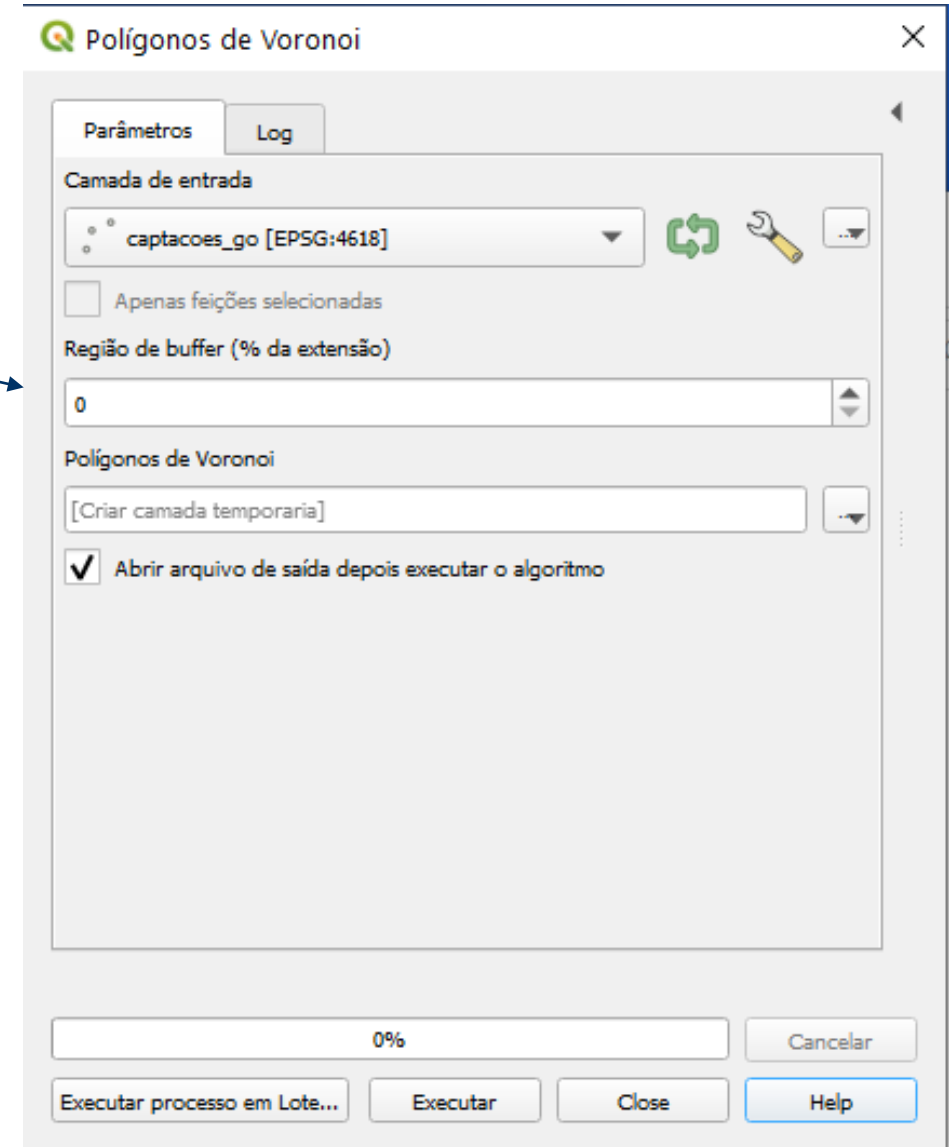 Polígonos de Voronoi
Parâmetros
Log
Camada de entrada
captacoes_go [EPSG:4618]
Apenas feições selecionadas
Região de buffer (% da extensão)
0
Polígonos de Voronoi
[Criar camada temporaria]
Abrir arquivo de saída depois executar o algoritmo
0%
Cancelar
Executar processo em Lote...
Executar
Close
Help